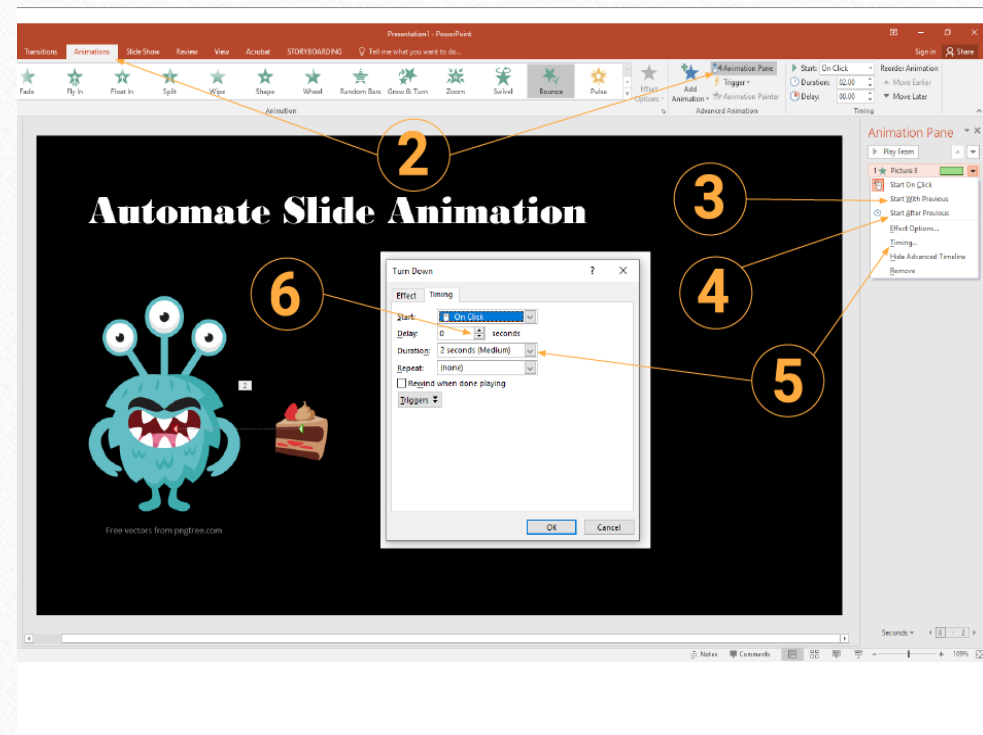 Presentation1 - PowerPoint
Transitions Animations Slide Show Review View Acrobat STORYBOARDING Tell me what you want to do... Sign in Share
Fade Fly In Float In Split Wipe Shape Wheel Random Bars Grow & Turn Zoom Swivel Bounce Pulse
Effect Options
Add Animation
Animation Pane
Trigger
Animation Painter
Start: On Click
Duration: 02.00
Delay: 00.00
Reorder Animation
Move Earlier
Move Later
Animation Advanced Animation Timing
Animation Pane
Play From
1 Picture 3
Start On Click
Start With Previous
Start After Previous
Effect Options...
Timing...
Hide Advanced Timeline
Remove
2
3
4
5
6
Automate Slide Animation
Turn Down ? ×
Effect Timing
Start: On Click
Delay: 0 seconds
Duration: 2 seconds (Medium)
Repeat: (none)
Rewind when done playing
Triggers
OK Cancel
2
Free vectors from pngtree.com
Seconds 0 2
Notes Comments 109%